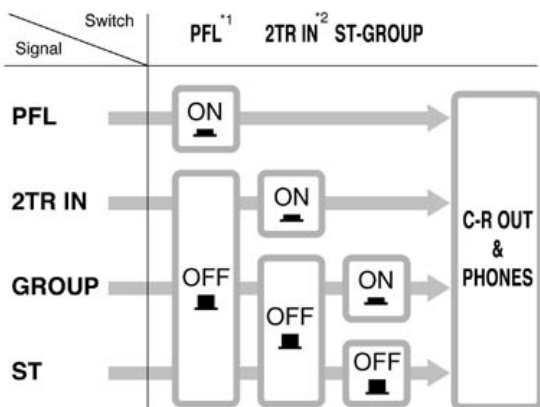 Switch
Signal
PFL*1 2TR IN*2 ST-GROUP
PFL ON
2TR IN ON
C-R OUT
&
PHONES
GROUP OFF OFF ON
ST OFF